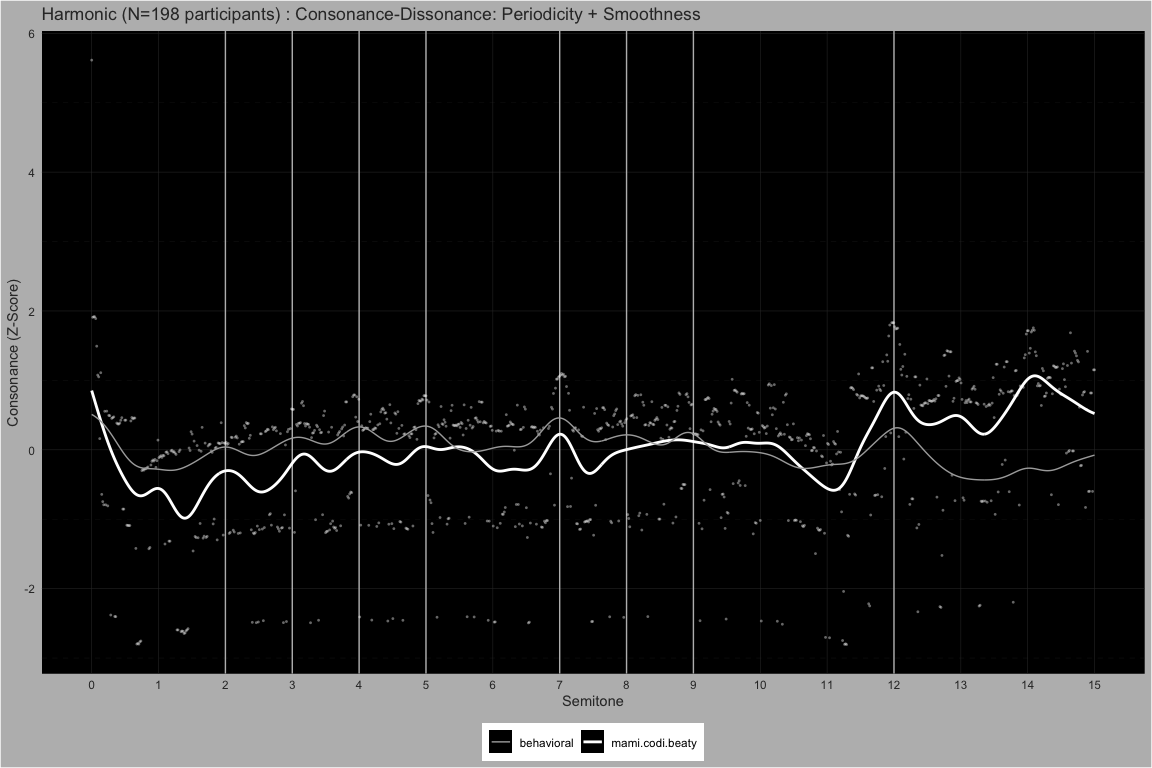 Harmonic (N=198 participants) : Consonance-Dissonance: Periodicity + Smoothness
Consonance (Z-Score)
6
4
2
0
-2
0 1 2 3 4 5 6 7 8 9 10 11 12 13 14 15
Semitone
behavioral mami.codi.beaty